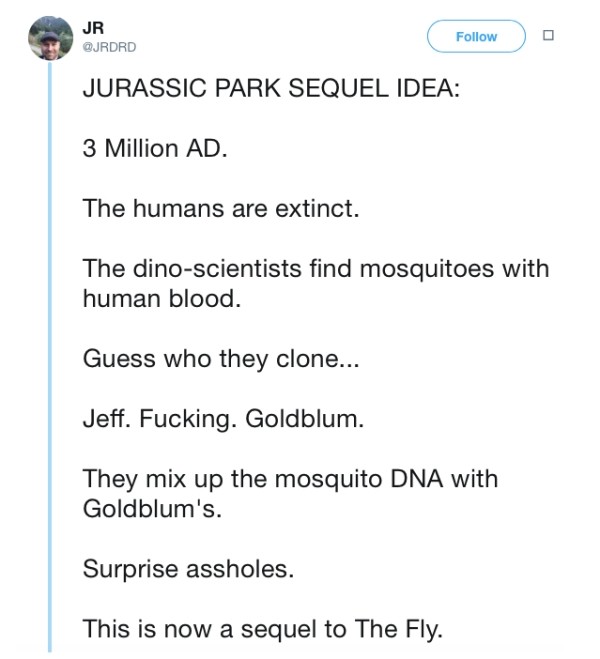 JR
@JRDRD
Follow
JURASSIC PARK SEQUEL IDEA:
3 Million AD.
The humans are extinct.
The dino-scientists find mosquitoes with
human blood.
Guess who they clone...
Jeff. Fucking. Goldblum.
They mix up the mosquito DNA with
Goldblum's.
Surprise assholes.
This is now a sequel to The Fly.